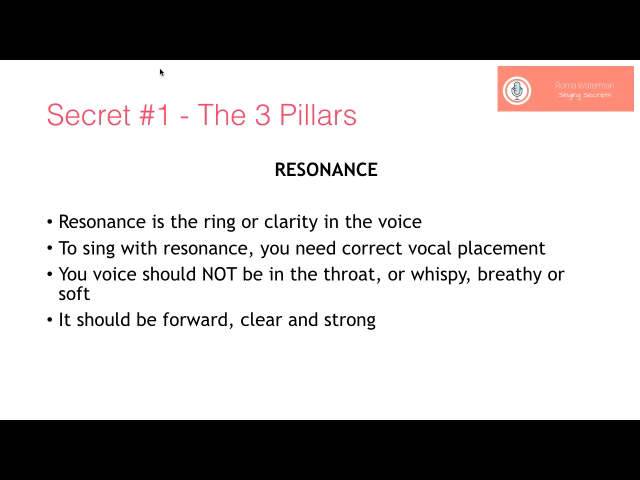 Roma Waterman
Singing Secrets
Secret #1 - The 3 Pillars
RESONANCE
• Resonance is the ring or clarity in the voice
• To sing with resonance, you need correct vocal placement
• You voice should NOT be in the throat, or whispy, breathy or
soft
• It should be forward, clear and strong